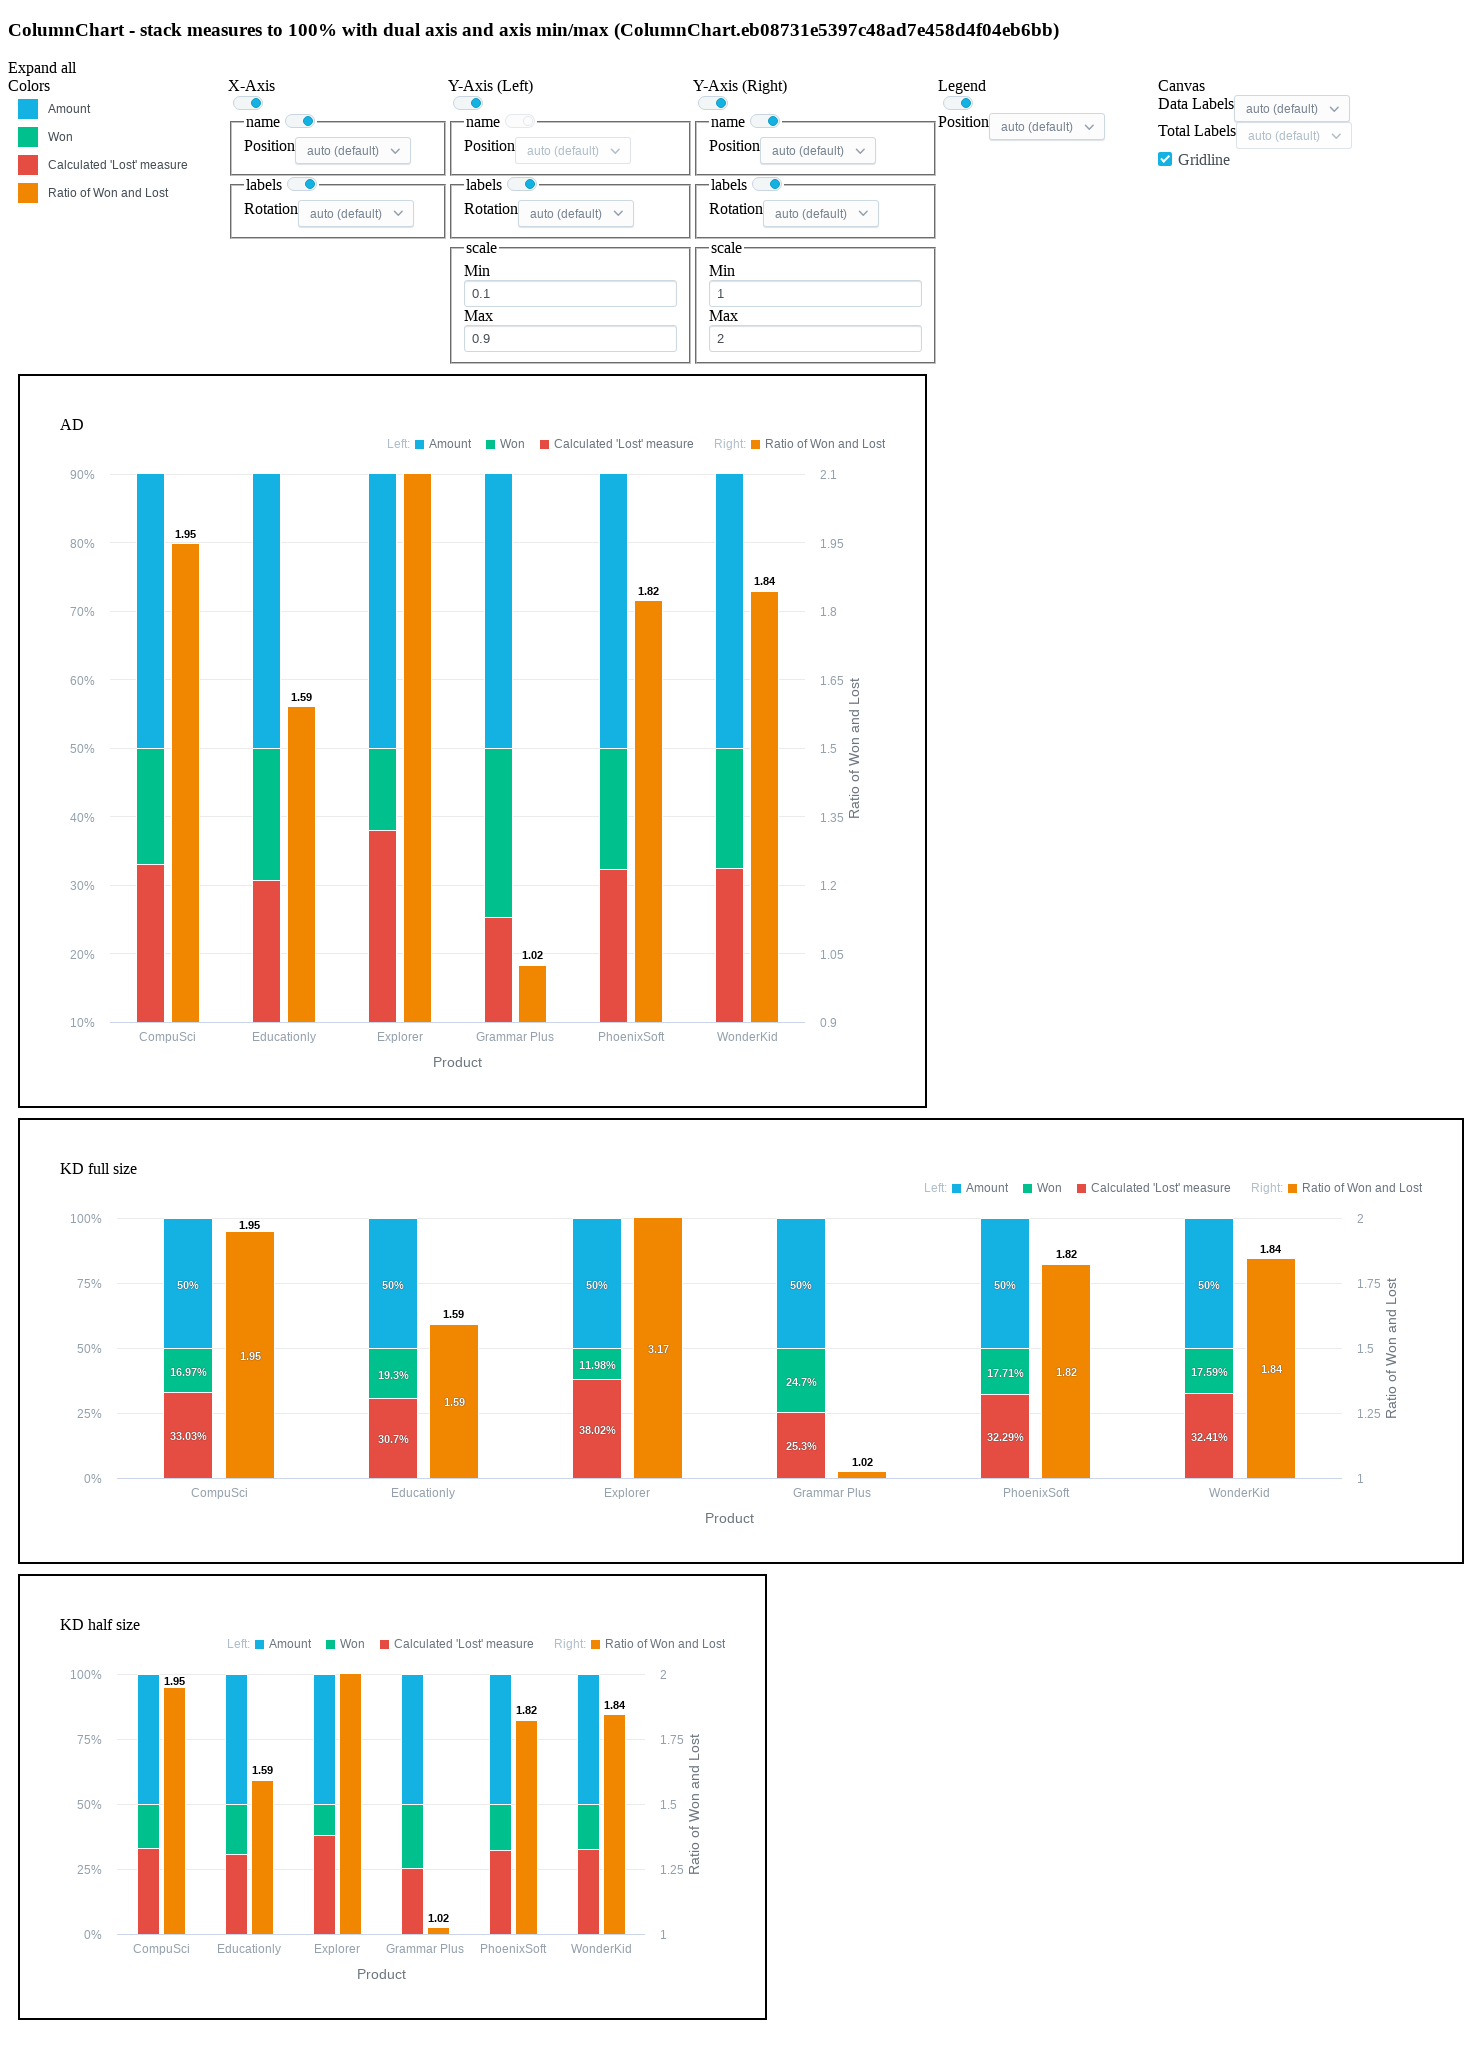 ColumnChart - stack measures to 100% with dual axis and axis min/max (ColumnChart.eb08731e5397c48ad7e458d4f04eb6bb)
Expand all
Colors
Amount
Won
Calculated 'Lost' measure
Ratio of Won and Lost
X-Axis
name
Position auto (default)
labels
Rotation auto (default)
Y-Axis (Left)
name
Position auto (default)
labels
Rotation auto (default)
scale
Min
0.1
Max
0.9
Y-Axis (Right)
name
Position auto (default)
labels
Rotation auto (default)
scale
Min
1
Max
2
Legend
Position auto (default)
Canvas
Data Labels auto (default)
Total Labels auto (default)
Gridline
AD
Left: Amount Won Calculated 'Lost' measure Right: Ratio of Won and Lost
90% 2.1
1.95
80% 1.95
1.84
1.82
70% 1.8
1.59
60% 1.65
50% 1.5
40% 1.35
30% 1.2
1.02
20% 1.05
10% 0.9
Ratio of Won and Lost
CompuSci Educationly Explorer Grammar Plus PhoenixSoft WonderKid
Product
KD full size
Left: Amount Won Calculated 'Lost' measure Right: Ratio of Won and Lost
100% 2
1.95
1.84
1.82
75% 50% 50% 50% 50% 50% 50% 1.75
1.59
50% 1.5
1.95 3.17
16.97% 19.3% 11.98% 24.7% 17.71% 1.82 17.59% 1.84
1.59
25% 1.25
33.03% 30.7% 38.02% 25.3% 32.29% 32.41%
1.02
0% 1
Ratio of Won and Lost
CompuSci Educationly Explorer Grammar Plus PhoenixSoft WonderKid
Product
KD half size
Left: Amount Won Calculated 'Lost' measure Right: Ratio of Won and Lost
100% 2
1.95
1.84
1.82
75% 1.75
1.59
50% 1.5
25% 1.25
1.02
0% 1
Ratio of Won and Lost
CompuSci Educationly Explorer Grammar Plus PhoenixSoft WonderKid
Product